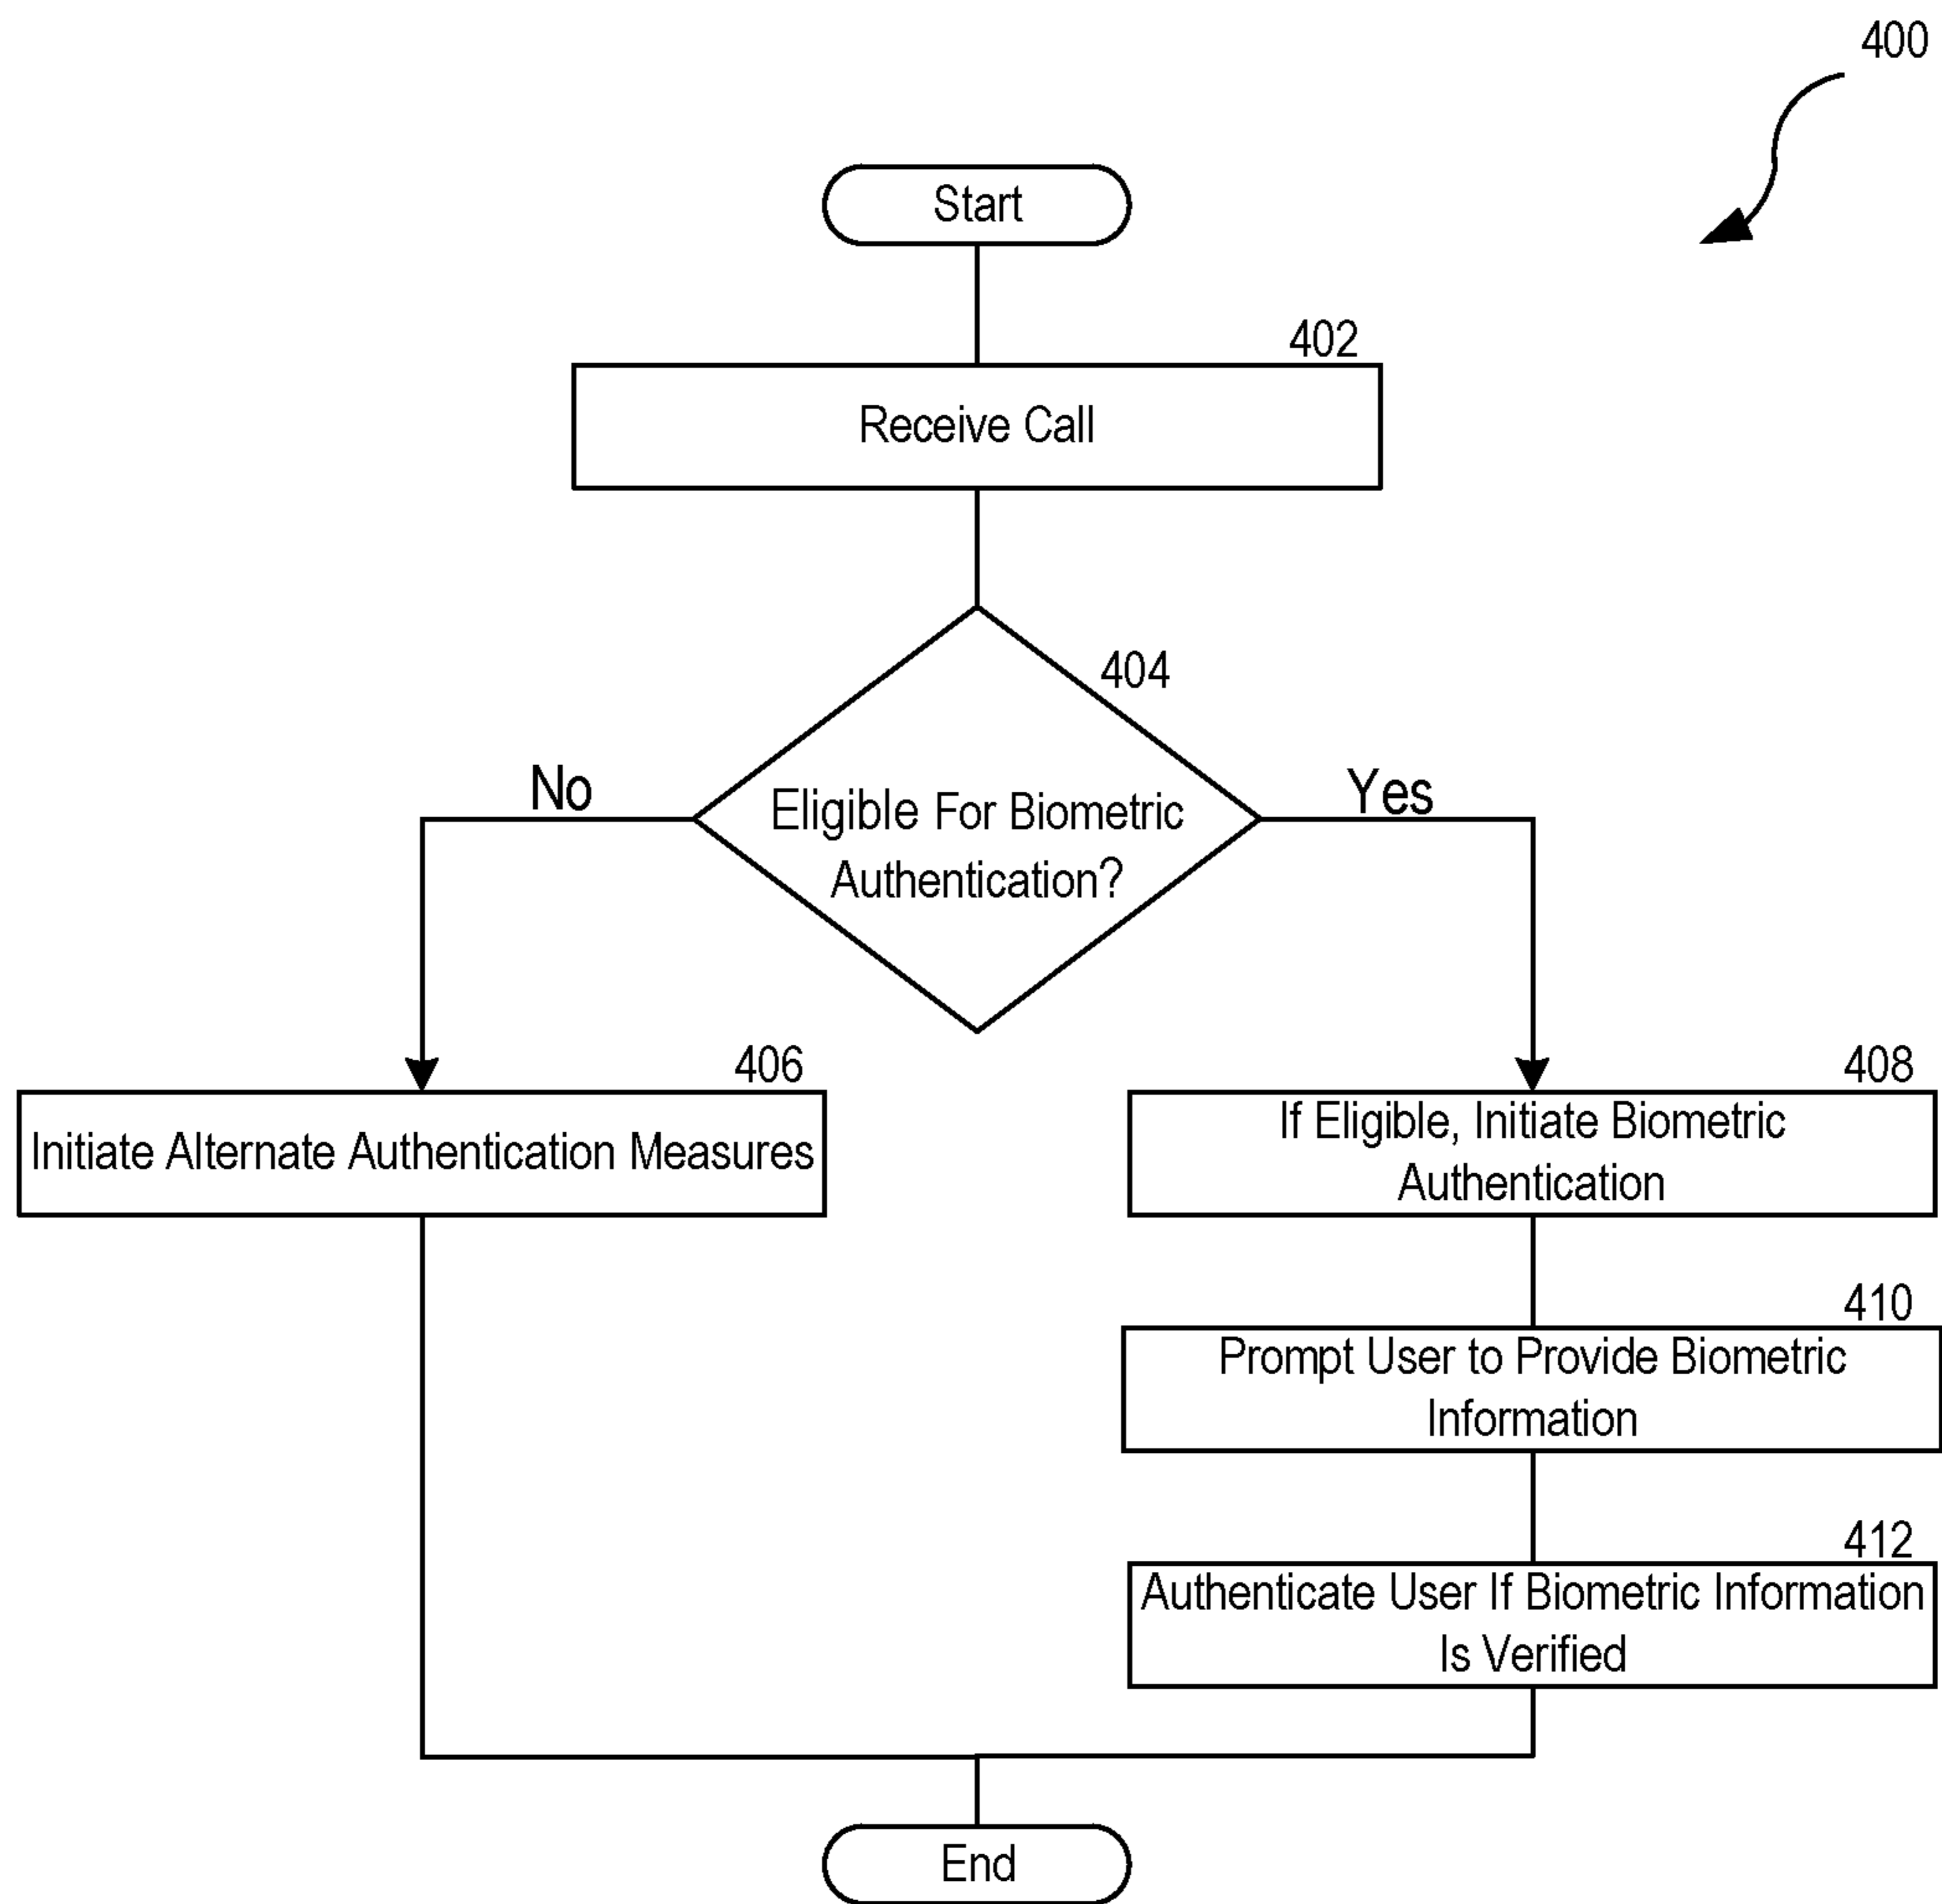 400
Start
402
Receive Call
404
No
Yes
Eligible For Biometric
Authentication?
406
Initiate Alternate Authentication Measures
408
If Eligible, Initiate Biometric
Authentication
410
Prompt User to Provide Biometric
Information
412
Authenticate User If Biometric Information
Is Verified
End